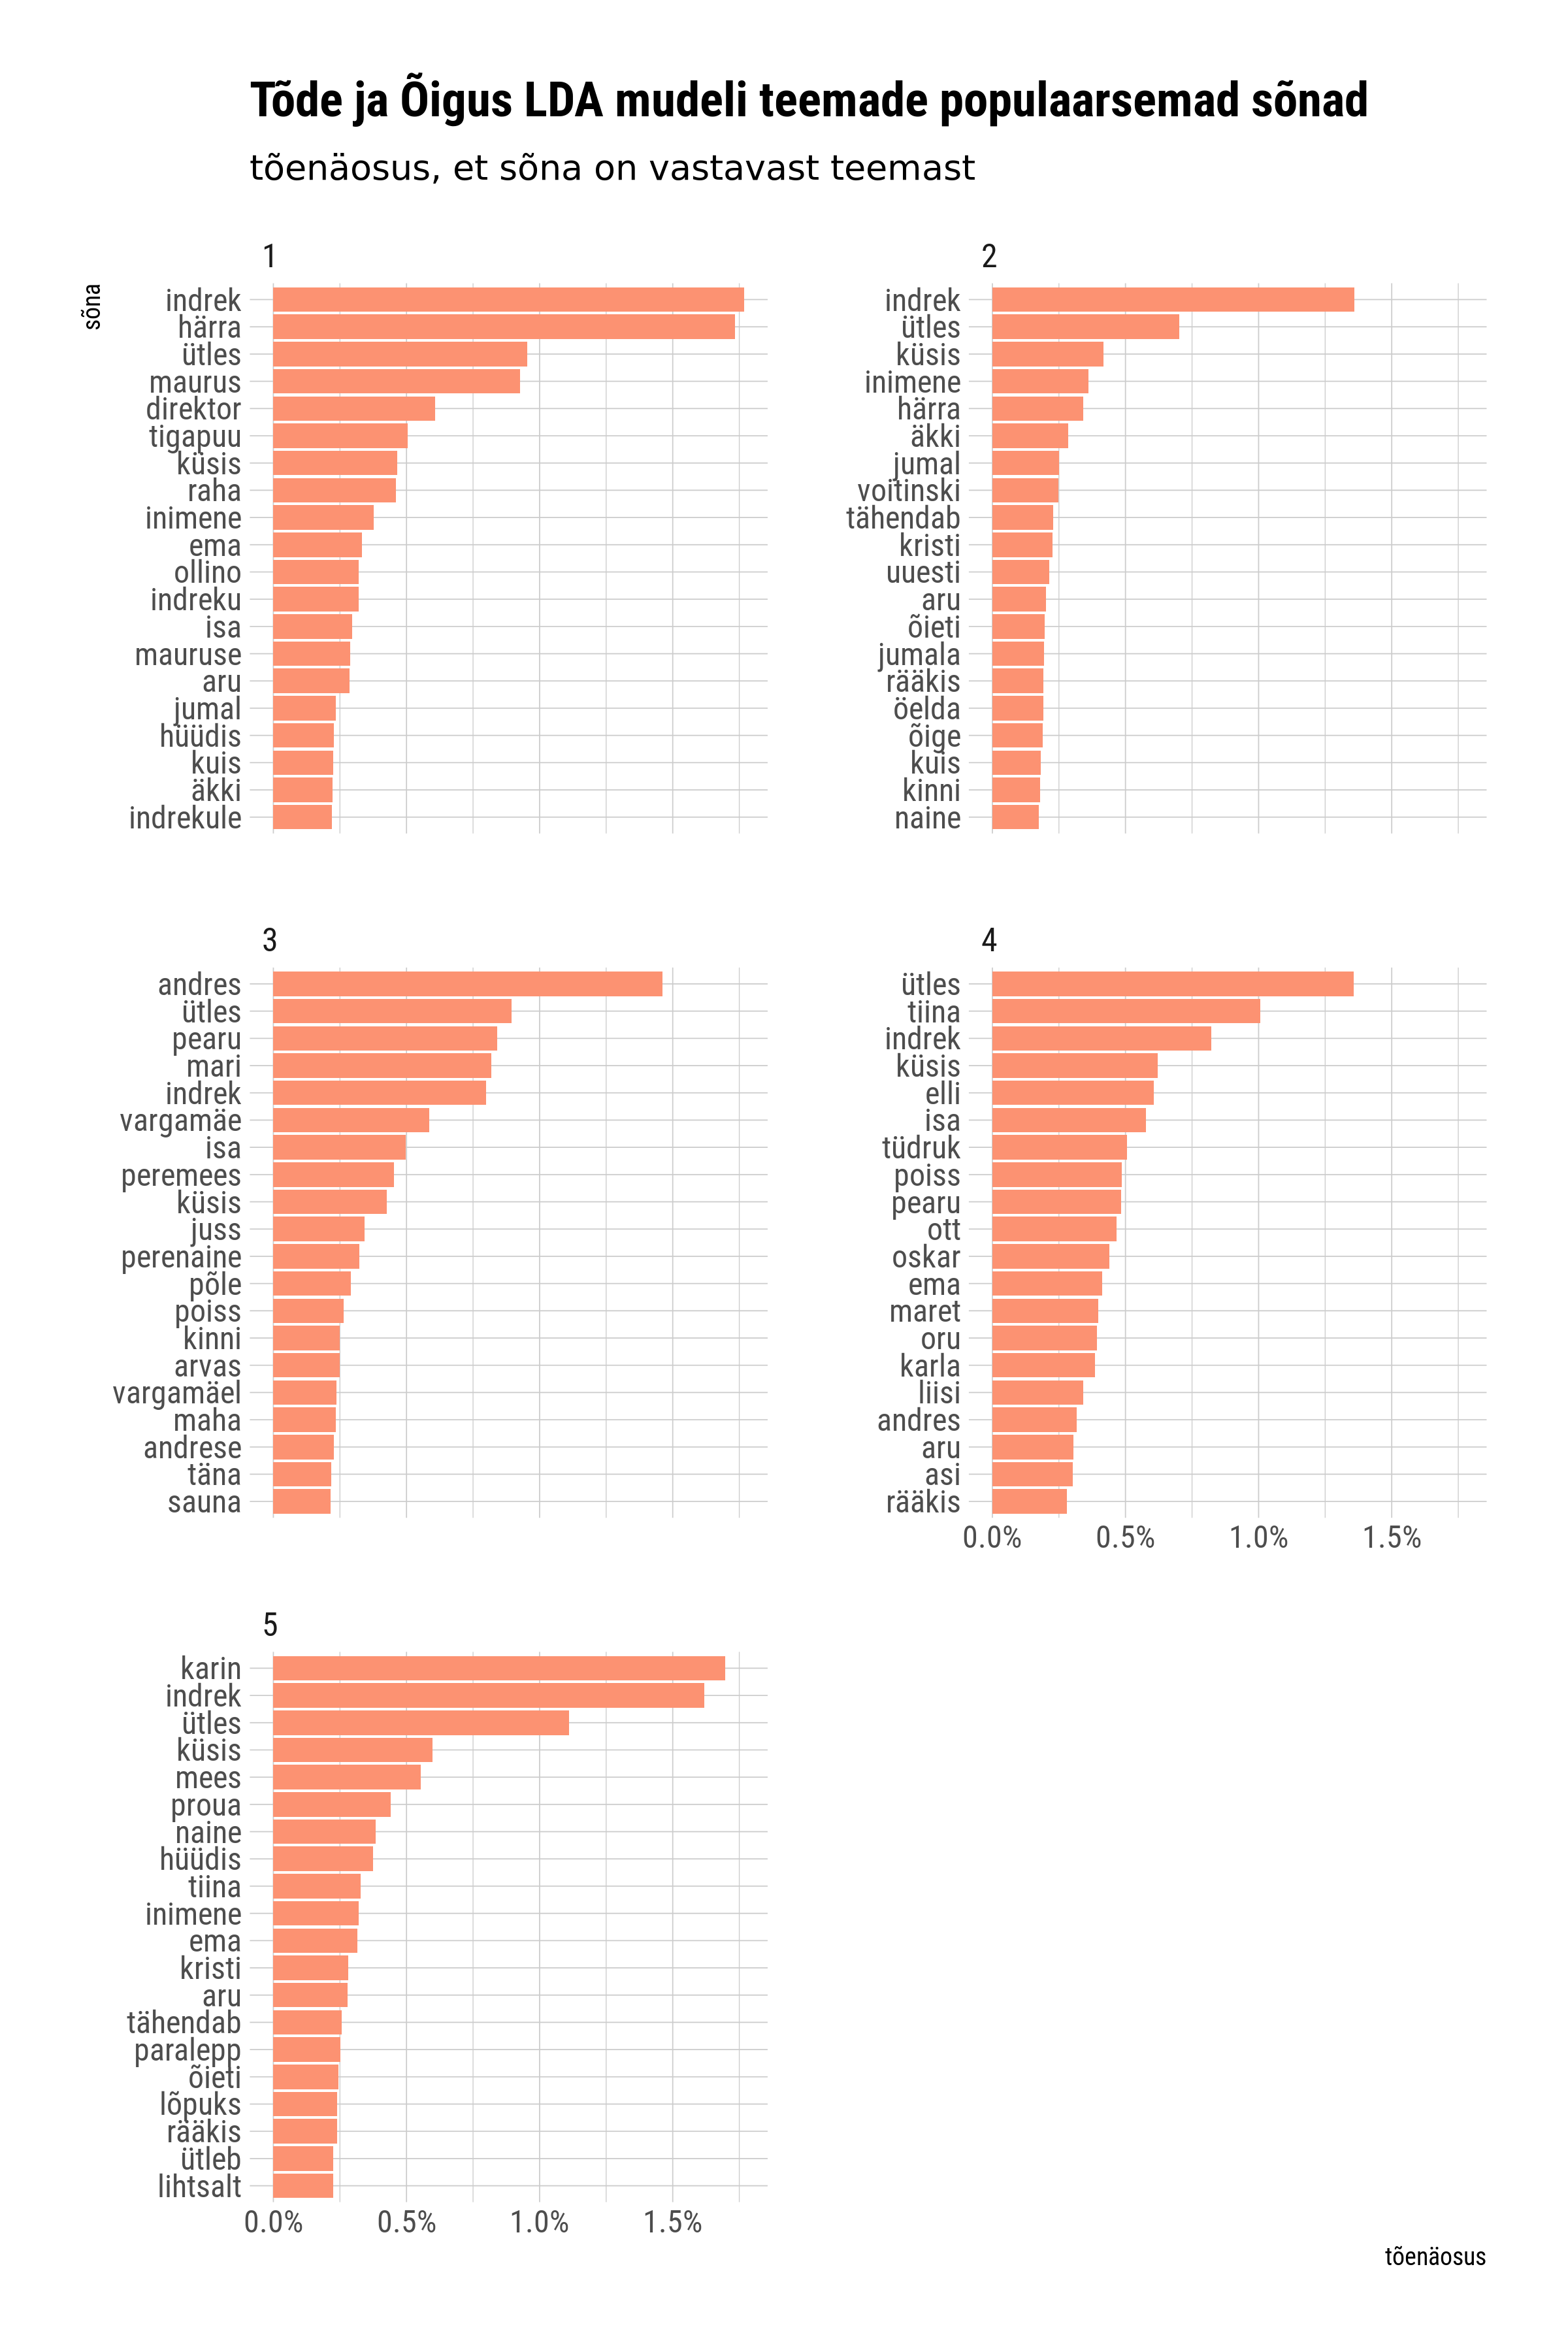 Tõde ja Õigus LDA mudeli teemade populaarsemad sõnad
tõenäosus, et sõna on vastavast teemast
sõna
1
indrek
härra
ütles
maurus
direktor
tigapuu
küsis
raha
inimene
ema
ollino
indreku
isa
mauruse
aru
jumal
hüüdis
kuis
äkki
indrekule
2
indrek
ütles
küsis
inimene
härra
äkki
jumal
voitinski
tähendab
kristi
uuesti
aru
õieti
jumala
rääkis
öelda
õige
kuis
kinni
naine
3
andres
ütles
pearu
mari
indrek
vargamäe
isa
peremees
küsis
juss
perenaine
põle
poiss
kinni
arvas
vargamäel
maha
andrese
täna
sauna
4
ütles
tiina
indrek
küsis
elli
isa
tüdruk
poiss
pearu
ott
oskar
ema
maret
oru
karla
liisi
andres
aru
asi
rääkis
0.0% 0.5% 1.0% 1.5%
5
karin
indrek
ütles
küsis
mees
proua
naine
hüüdis
tiina
inimene
ema
kristi
aru
tähendab
paralepp
õieti
lõpuks
rääkis
ütleb
lihtsalt
0.0% 0.5% 1.0% 1.5%
tõenäosus